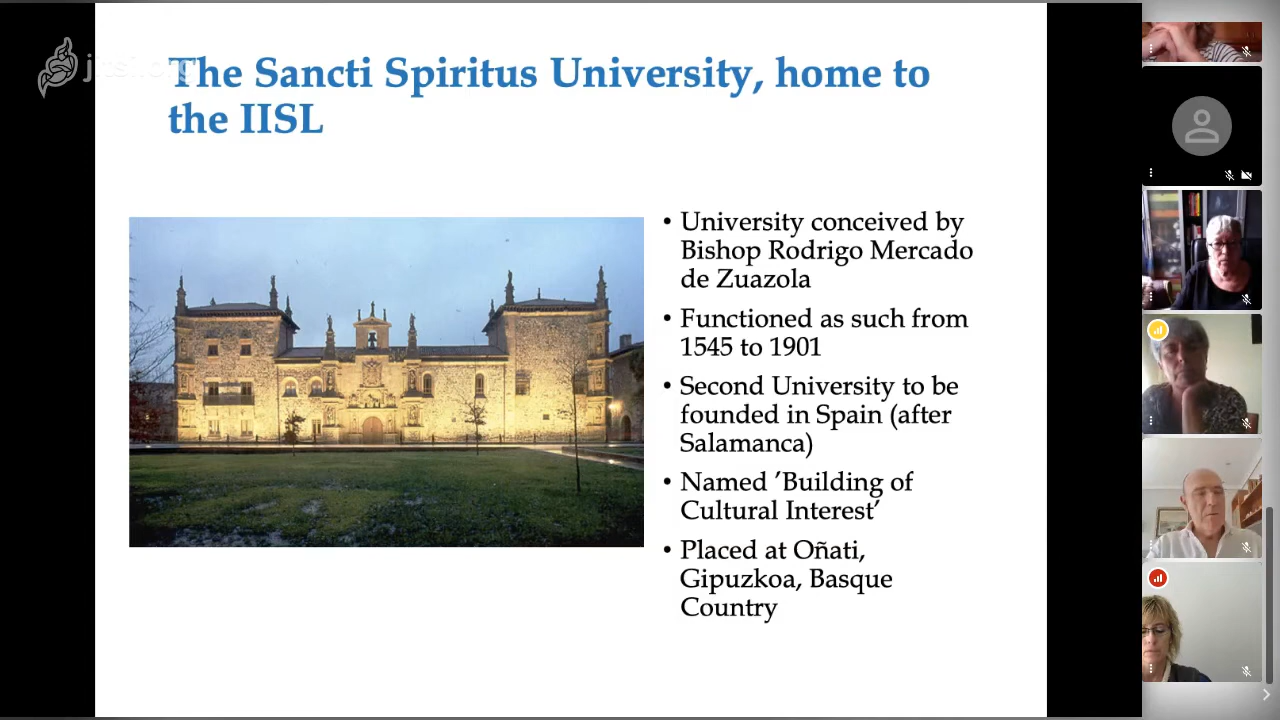 jitsi.org
The Sancti Spiritus University, home to
the IISL
• University conceived by
Bishop Rodrigo Mercado
de Zuazola
• Functioned as such from
1545 to 1901
• Second University to be
founded in Spain (after
Salamanca)
• Named ’Building of
Cultural Interest’
• Placed at Oñati,
Gipuzkoa, Basque
Country